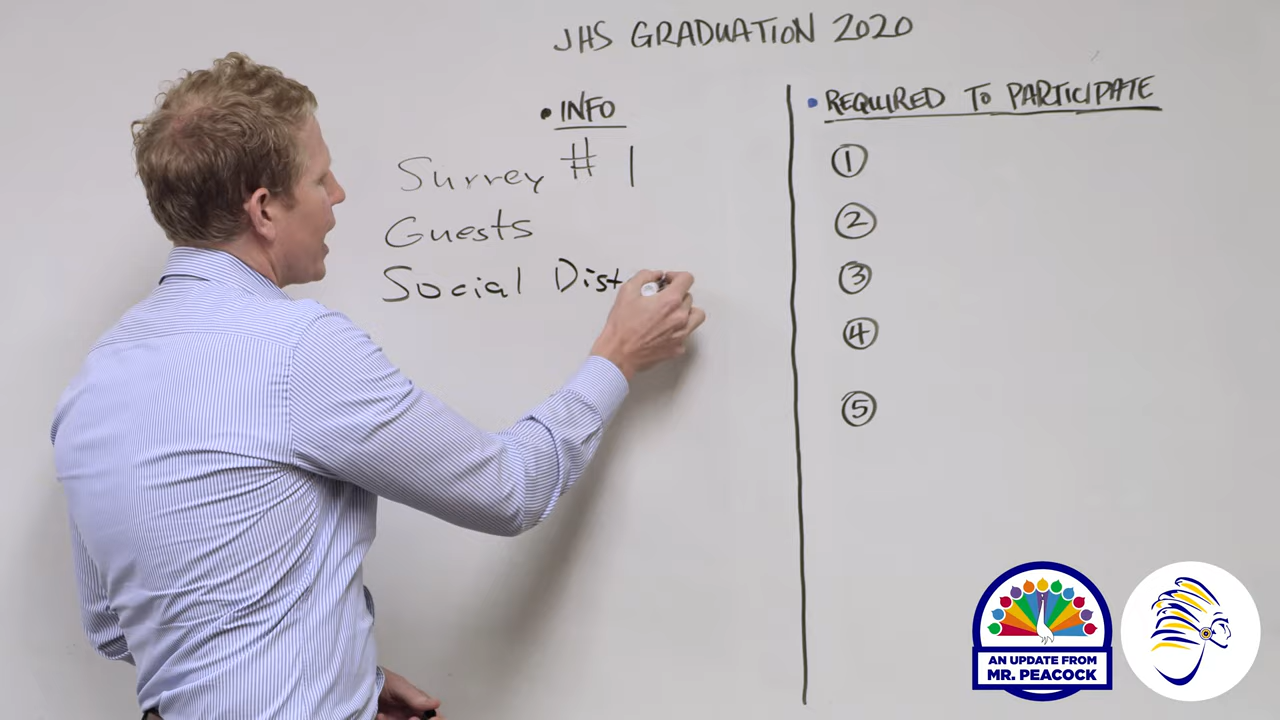 JHS GRADUATION 2020
• INFO
Survey # 1
Guests
Social Dist
• REQUIRED TO PARTICIPATE
1
2
3
4
5
AN UPDATE FROM
MR. PEACOCK